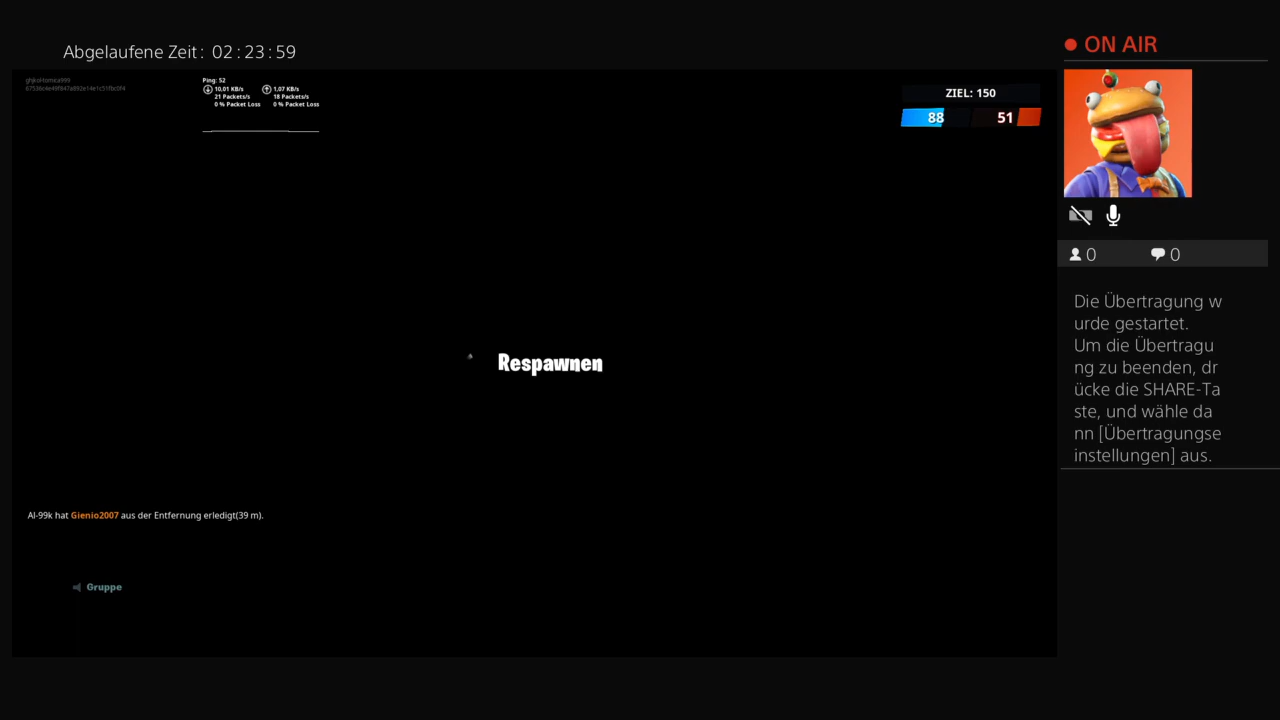 Abgelaufene Zeit: 02:23:59
ON AIR
Ping: 52
10,01 KB/s
1,07 KB/s
21 Packets/s
18 Packets/s
0 % Packet Loss
0 % Packet Loss
ZIEL: 150
88
51
0
0
Die Übertragung w
urde gestartet.
Um die Übertragu
ng zu beenden, dr
ücke die SHARE-Ta
ste, und wähle da
nn [Übertragungse
instellungen] aus.
Respawnen
Al-99k hat Gienio2007 aus der Entfernung erledigt(39 m).
Gruppe